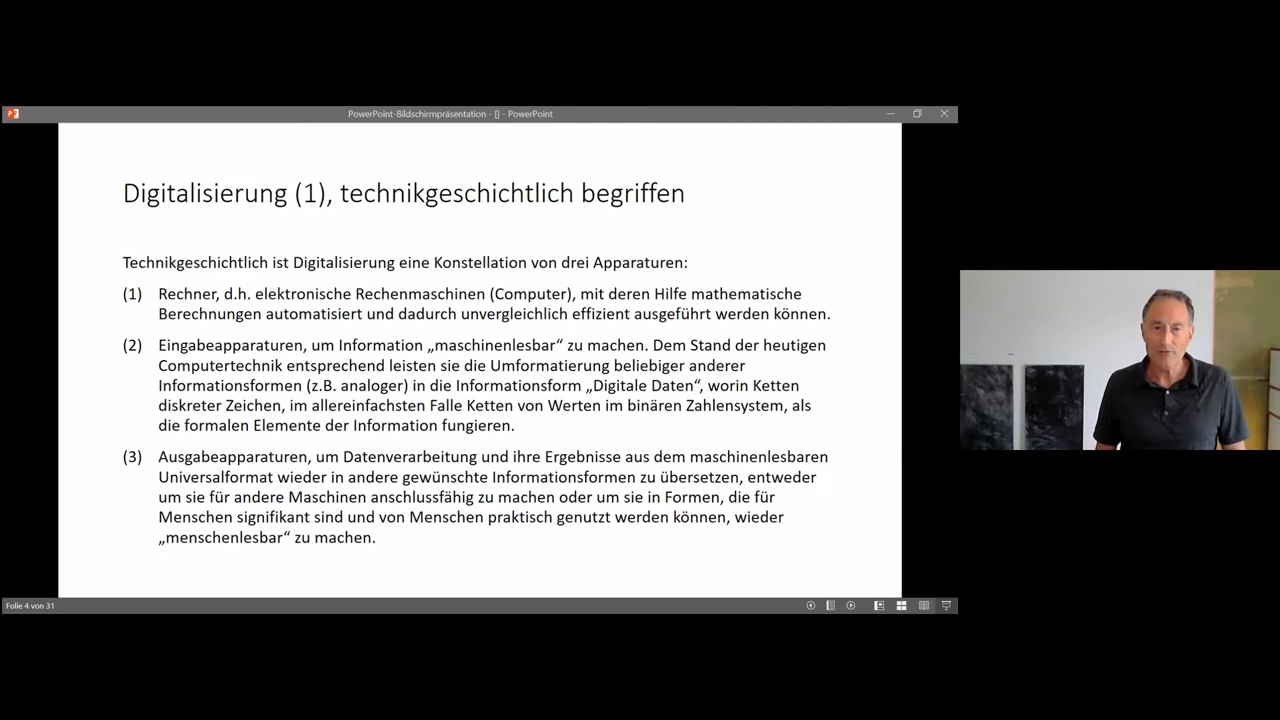 PowerPoint-Bildschirmpräsentation - [] - PowerPoint
Digitalisierung (1), technikgeschichtlich begriffen
Technikgeschichtlich ist Digitalisierung eine Konstellation von drei Apparaturen:
(1) Rechner, d.h. elektronische Rechenmaschinen (Computer), mit deren Hilfe mathematische
Berechnungen automatisiert und dadurch unvergleichlich effizient ausgeführt werden können.
(2) Eingabeapparaturen, um Information „maschinenlesbar“ zu machen. Dem Stand der heutigen
Computertechnik entsprechend leisten sie die Umformatierung beliebiger anderer
Informationsformen (z.B. analoger) in die Informationsform „Digitale Daten“, worin Ketten
diskreter Zeichen, im allereinfachsten Falle Ketten von Werten im binären Zahlensystem, als
die formalen Elemente der Information fungieren.
(3) Ausgabeapparaturen, um Datenverarbeitung und ihre Ergebnisse aus dem maschinenlesbaren
Universalformat wieder in andere gewünschte Informationsformen zu übersetzen, entweder
um sie für andere Maschinen anschlussfähig zu machen oder um sie in Formen, die für
Menschen signifikant sind und von Menschen praktisch genutzt werden können, wieder
„menschenlesbar“ zu machen.
Folie 4 von 31